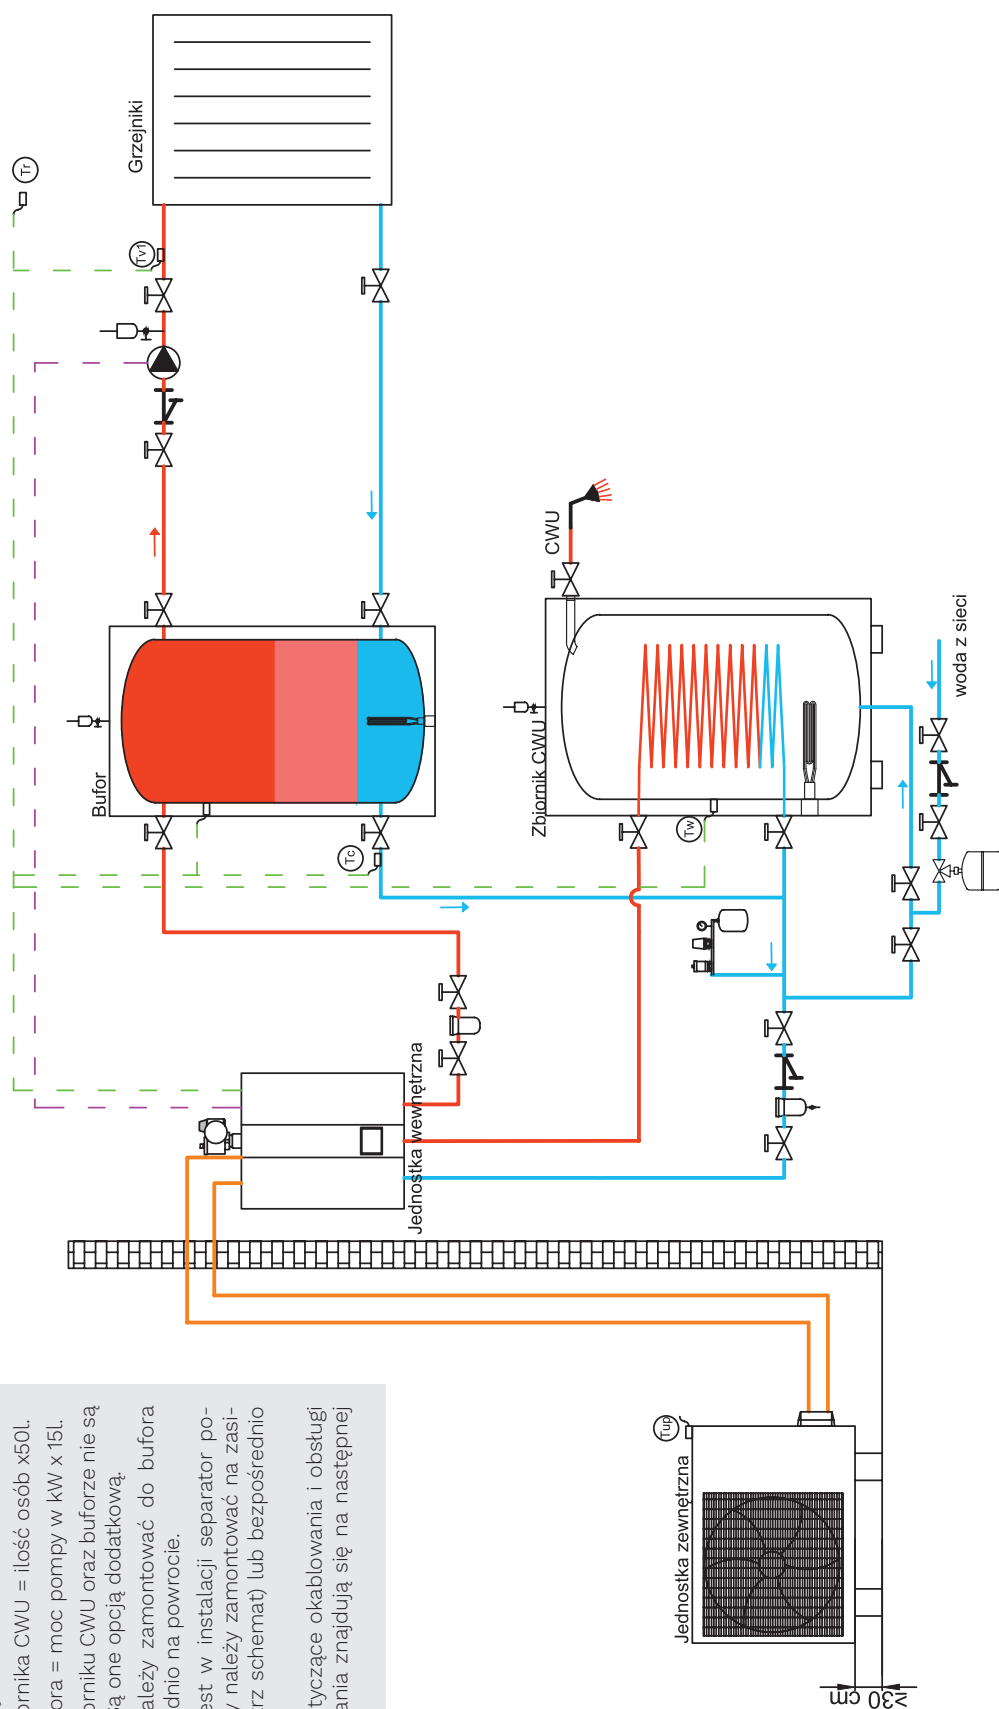 ornika CWU = ilość osób x50l.
ora = moc pompy w kW x 15l.
orniku CWU oraz buforze nie są
ą one opcją dodatkową.
ależy zamontować do bufora
dnio na powrocie.
est w instalacji separator po-
y należy zamontować na zasi-
rz schemat) lub bezpośrednio
tyczące okablowania i obsługi
ania znajdują się na następnej
Jednostka zewnętrzna
Tup
≥30 cm
Jednostka wewnętrzna
Bufor
Tc
Zbiornik CWU
Tw
CWU
woda z sieci
Grzejniki
Tv1
Tr